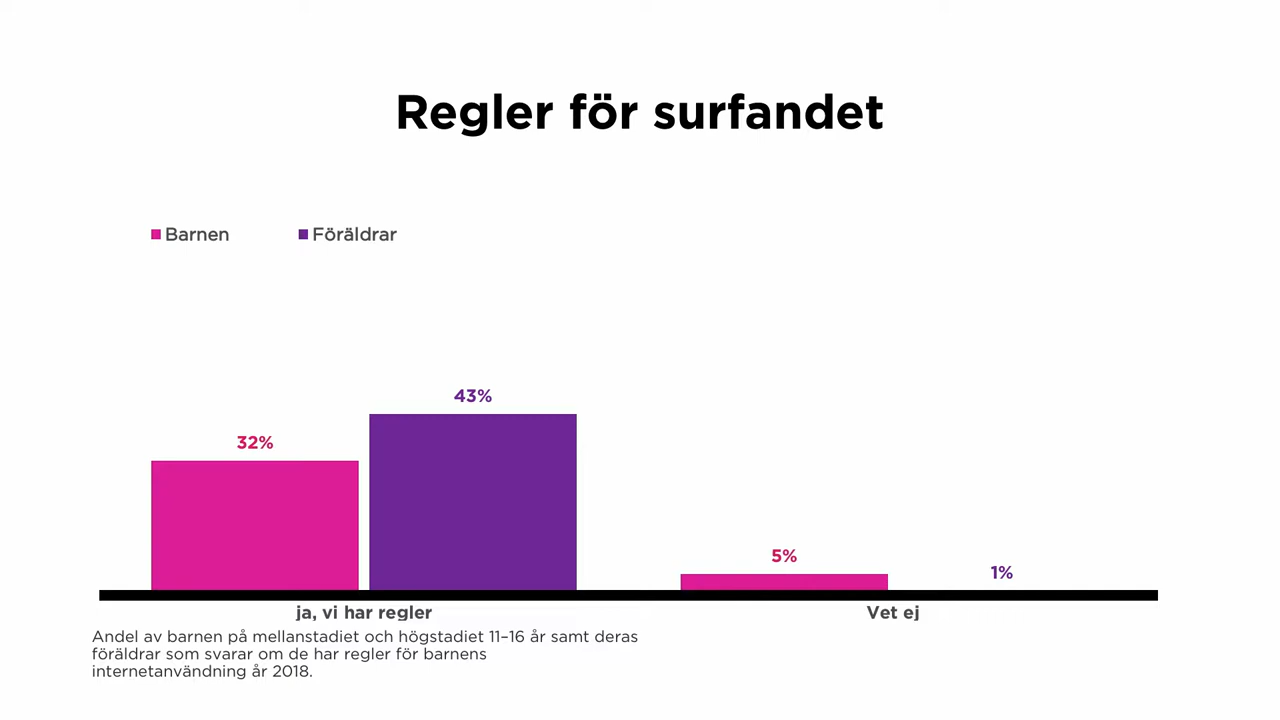 Regler för surfandet
Barnen
Föräldrar
43%
32%
5%
1%
ja, vi har regler
Vet ej
Andel av barnen på mellanstadiet och högstadiet 11–16 år samt deras
föräldrar som svarar om de har regler för barnens
internetanvändning år 2018.